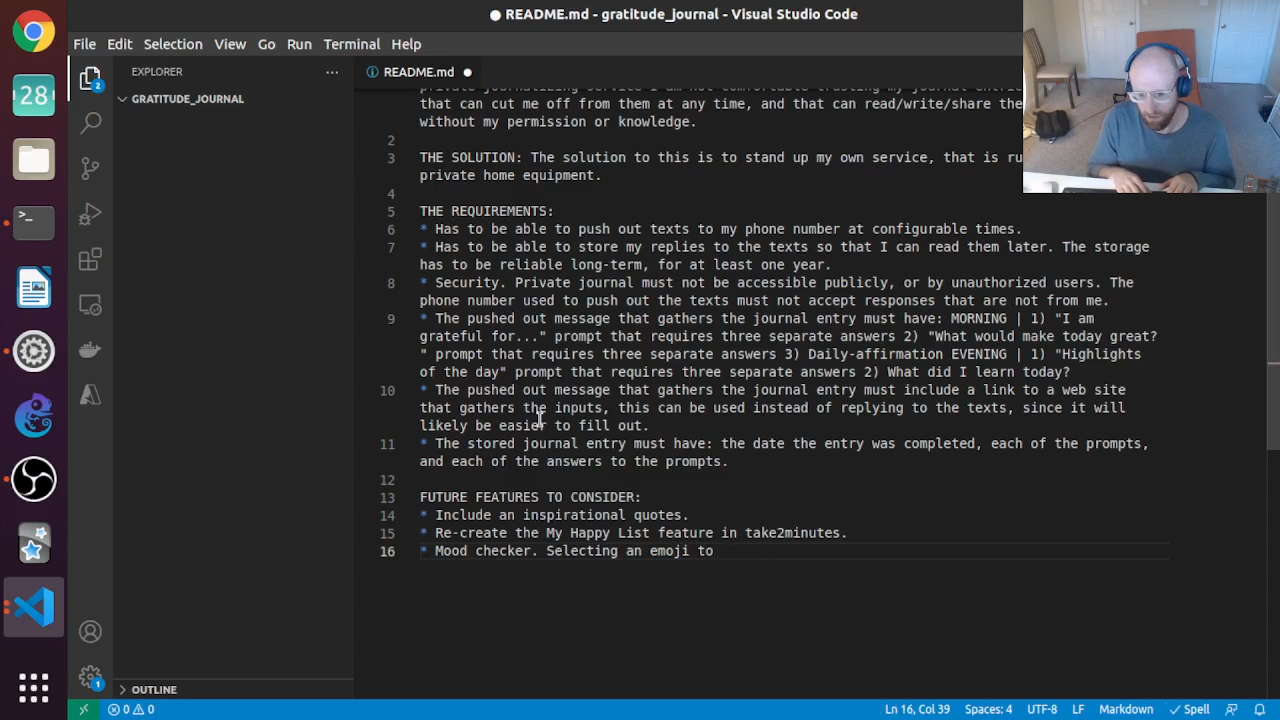 README.md - gratitude_journal - Visual Studio Code
File Edit Selection View Go Run Terminal Help
EXPLORER
README.md
GRATITUDE_JOURNAL
that can cut me off from them at any time, and that can read/write/share the
without my permission or knowledge.
2
3 THE SOLUTION: The solution to this is to stand up my own service, that is ru
private home equipment.
4
5 THE REQUIREMENTS:
6 * Has to be able to push out texts to my phone number at configurable times.
7 * Has to be able to store my replies to the texts so that I can read them later. The storage
has to be reliable long-term, for at least one year.
8 * Security. Private journal must not be accessible publicly, or by unauthorized users. The
phone number used to push out the texts must not accept responses that are not from me.
9 * The pushed out message that gathers the journal entry must have: MORNING | 1) "I am
grateful for..." prompt that requires three separate answers 2) "What would make today great?
" prompt that requires three separate answers 3) Daily-affirmation EVENING | 1) "Highlights
of the day" prompt that requires three separate answers 2) What did I learn today?
10 * The pushed out message that gathers the journal entry must include a link to a web site
that gathers the inputs, this can be used instead of replying to the texts, since it will
likely be easier to fill out.
11 * The stored journal entry must have: the date the entry was completed, each of the prompts,
and each of the answers to the prompts.
12
13 FUTURE FEATURES TO CONSIDER:
14 * Include an inspirational quotes.
15 * Re-create the My Happy List feature in take2minutes.
16 * Mood checker. Selecting an emoji to
28
2
1
OUTLINE
0 0
Ln 16, Col 39 Spaces: 4 UTF-8 LF Markdown Spell